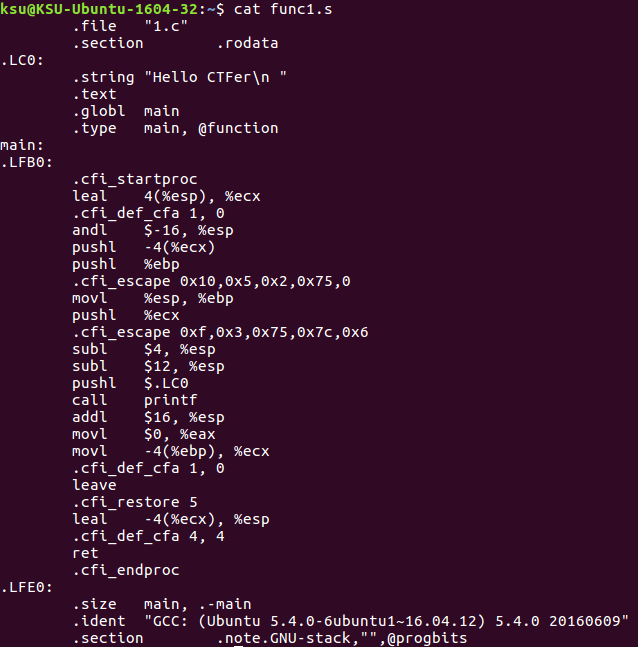 ksu@KSU-Ubuntu-1604-32:~$ cat func1.s
.file "1.c"
.section .rodata
.LC0:
.string "Hello CTFer\n "
.text
.globl main
.type main, @function
main:
.LFB0:
.cfi_startproc
leal 4(%esp), %ecx
.cfi_def_cfa 1, 0
andl $-16, %esp
pushl -4(%ecx)
pushl %ebp
.cfi_escape 0x10,0x5,0x2,0x75,0
movl %esp, %ebp
pushl %ecx
.cfi_escape 0xf,0x3,0x75,0x7c,0x6
subl $4, %esp
subl $12, %esp
pushl $.LC0
call printf
addl $16, %esp
movl $0, %eax
movl -4(%ebp), %ecx
.cfi_def_cfa 1, 0
leave
.cfi_restore 5
leal -4(%ecx), %esp
.cfi_def_cfa 4, 4
ret
.cfi_endproc
.LFE0:
.size main, .-main
.ident "GCC: (Ubuntu 5.4.0-6ubuntu1~16.04.12) 5.4.0 20160609"
.section .note.GNU-stack,"",@progbits